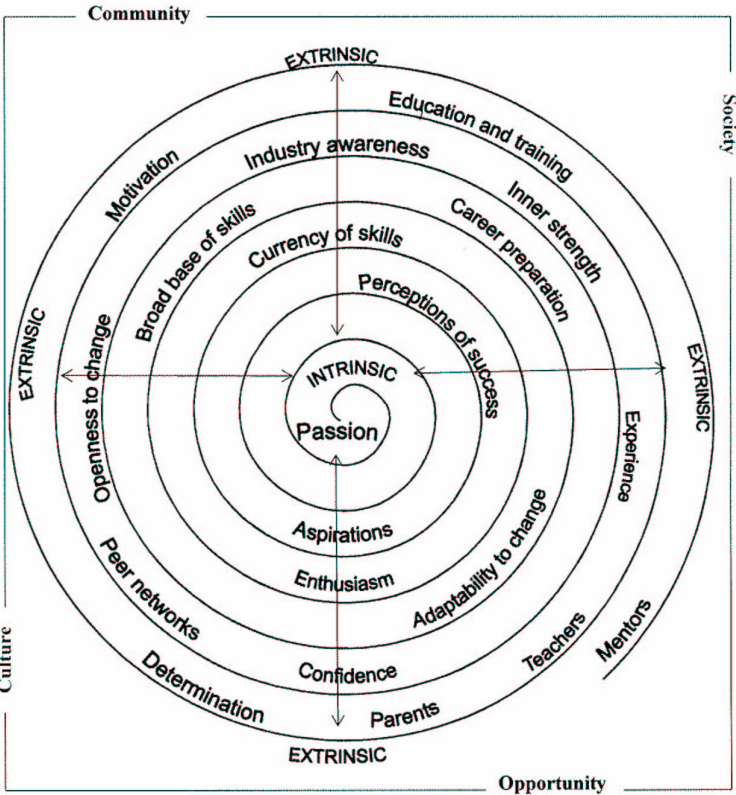 Community
EXTRINSIC
Education and training
Society
Industry awareness
Motivation
Inner strength
Career preparation
Broad base of skills
Currency of skills
Perceptions of success
EXTRINSIC
INTRINSIC
EXTRINSIC
Openness to change
Passion
Experience
Aspirations
Enthusiasm
Adaptability to change
Peer networks
Teachers
Mentors
Culture
Determination
Confidence
Parents
EXTRINSIC
Opportunity